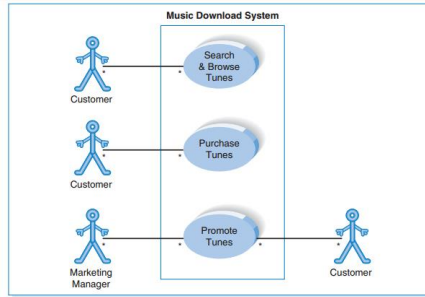 Music Download System
Search
& Browse
Tunes
*
*
Customer
Purchase
Tunes
*
*
Customer
Promote
Tunes
*
*
*
*
Marketing
Manager
Customer